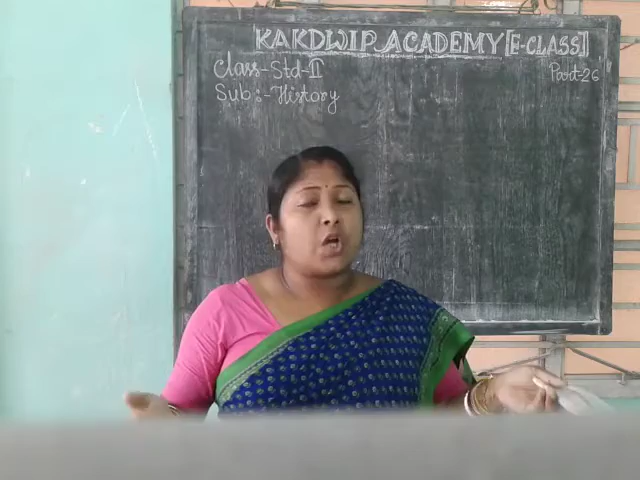 KAKDWIP ACADEMY [E-CLASS]
Class-Std-II
Part-26
Sub:-History